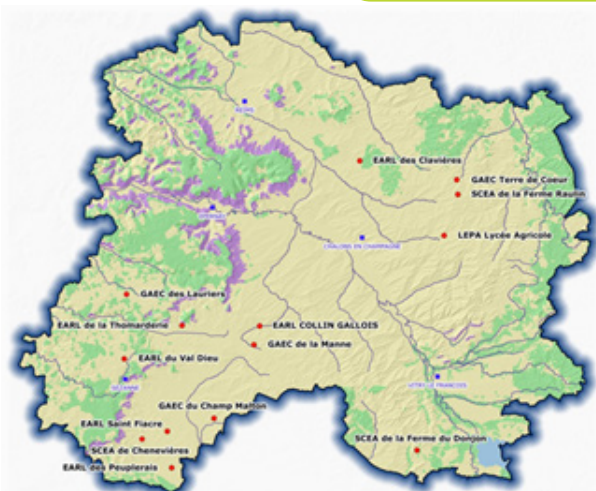 REIMS
EARL des Clavières
GAEC Terre de Coeur
SCEA de la Ferme Raulin
EPERNAY
CHALONS EN CHAMPAGNE
LEPA Lycée Agricole
GAEC des Lauriers
EARL de la Thomarderie
EARL COLLIN GALLOIS
GAEC de la Manne
EARL du Val Dieu
SEZANNE
VITRY LE FRANCOIS
GAEC du Champ Matton
EARL Saint Fiacre
SCEA de Chenevières
SCEA de la Ferme du Donjon
EARL des Peuplerais